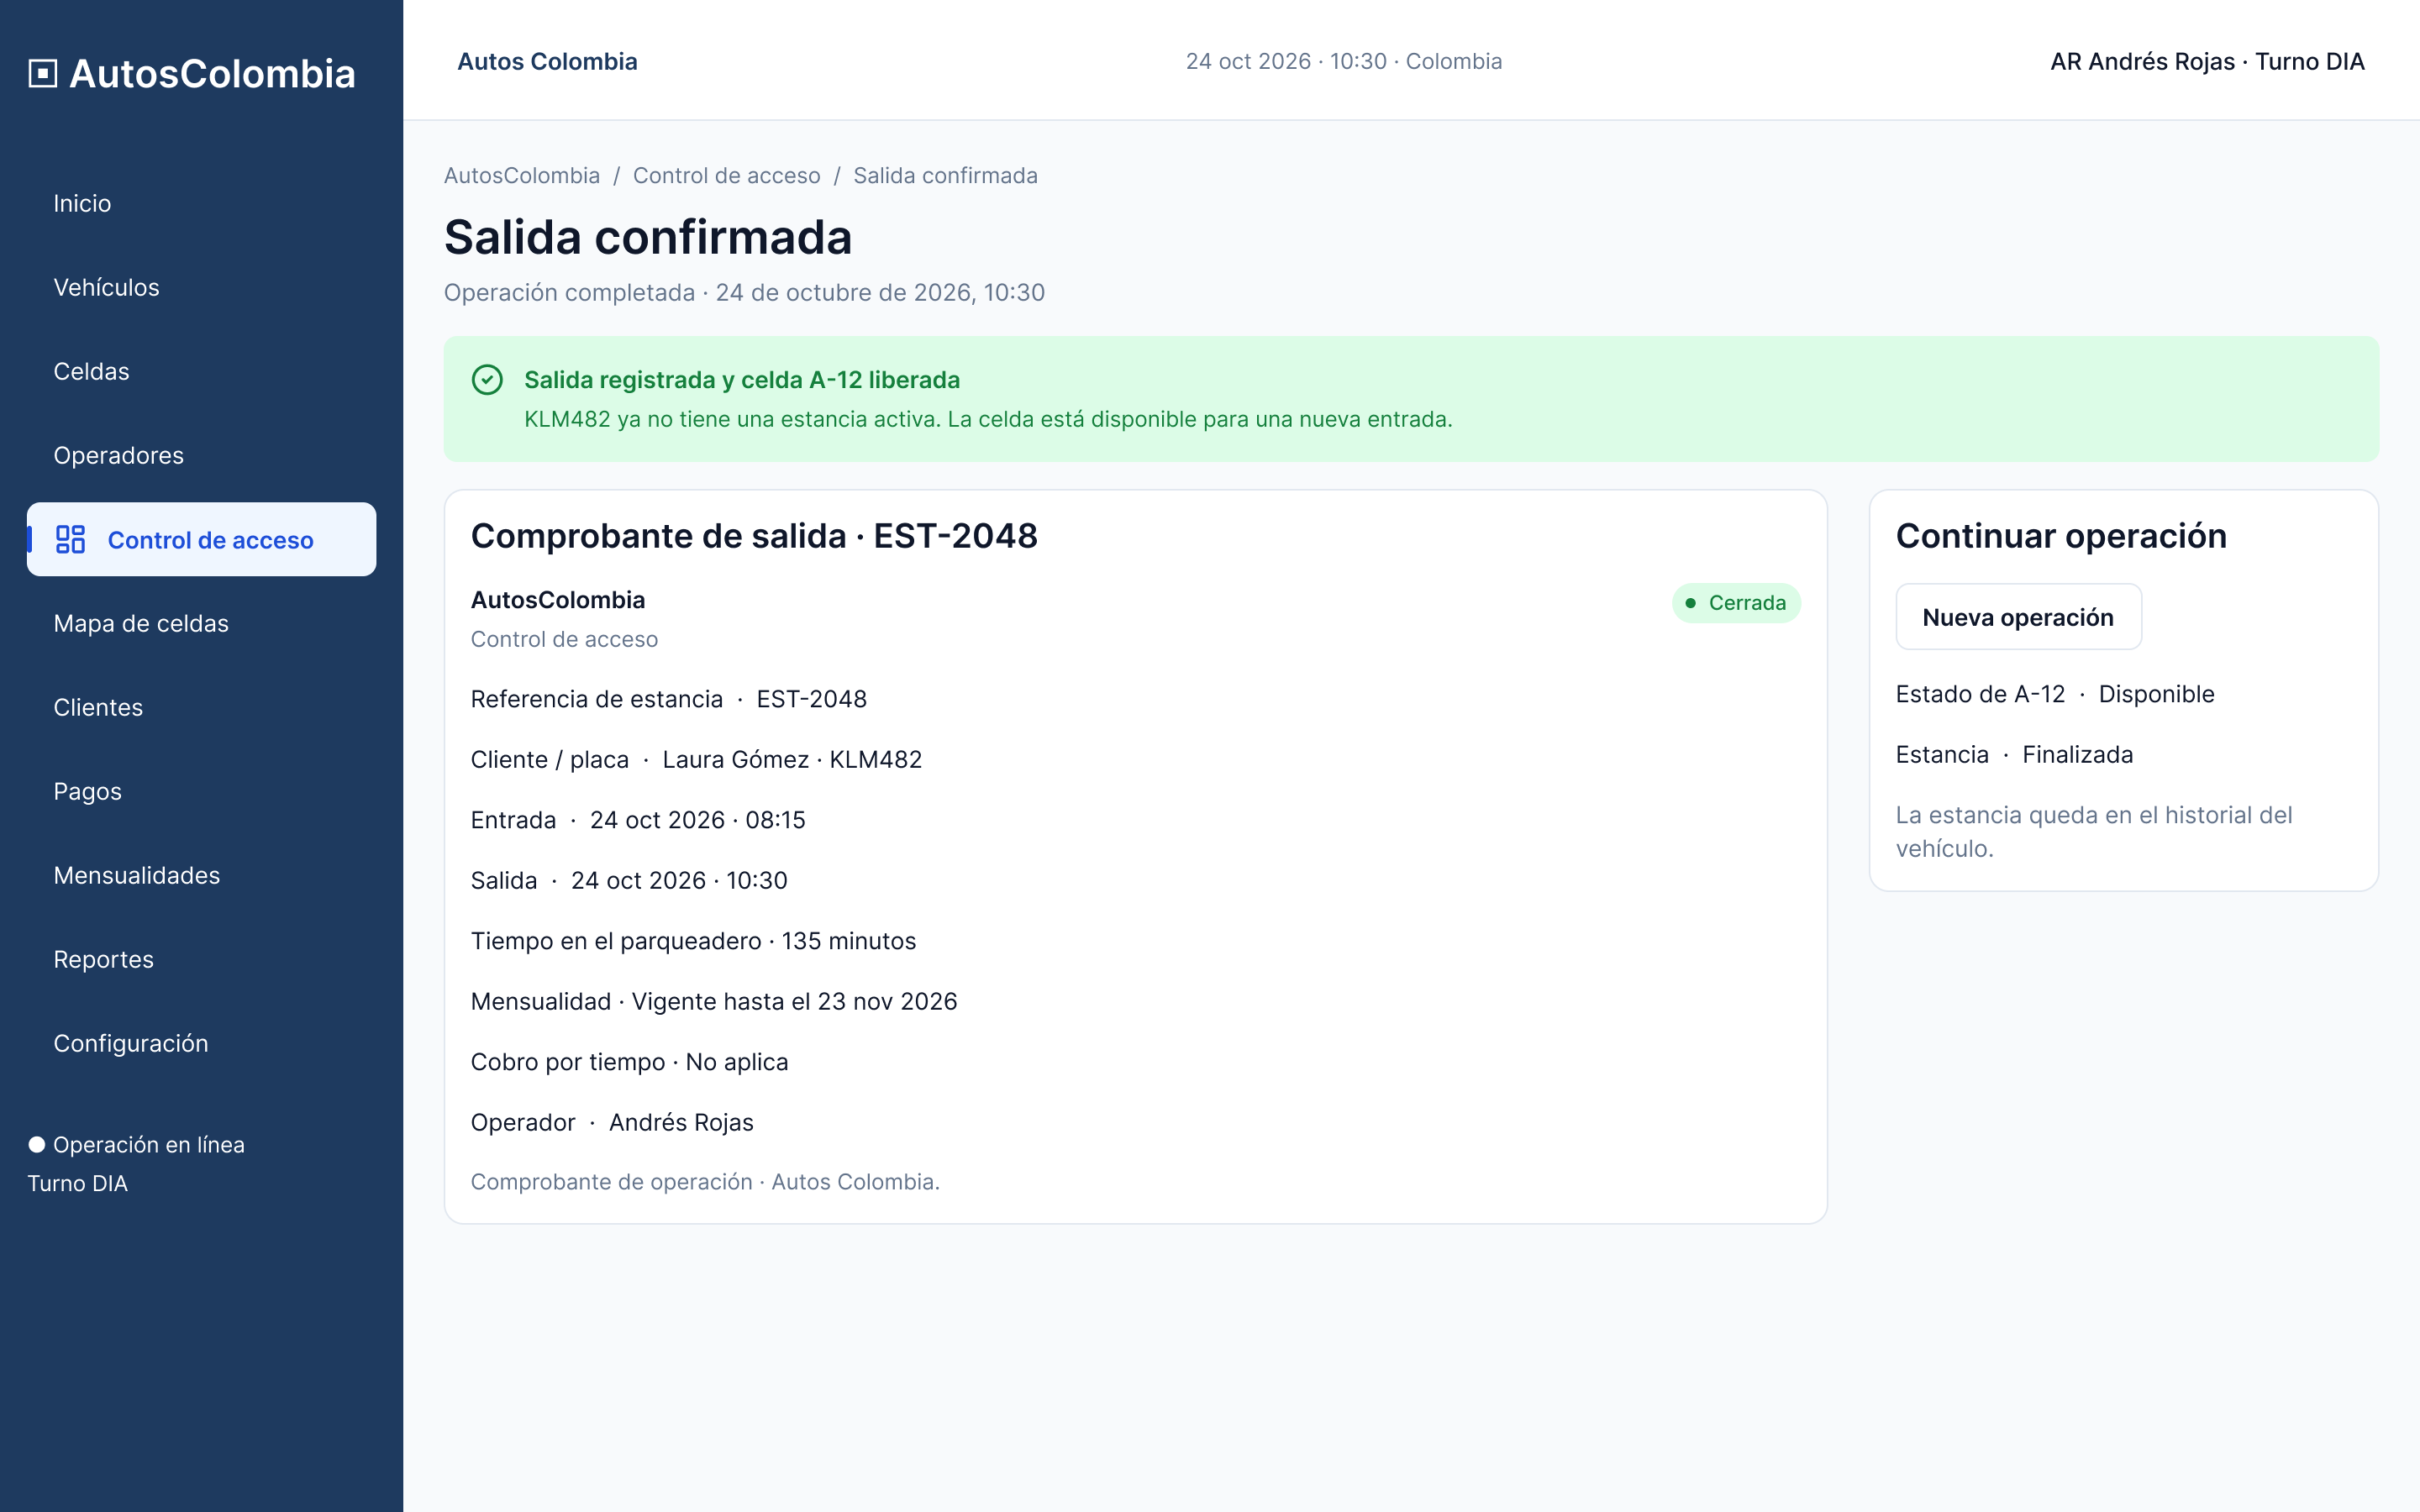 AutosColombia
Inicio
Vehículos
Celdas
Operadores
Control de acceso
Mapa de celdas
Clientes
Pagos
Mensualidades
Reportes
Configuración
Operación en línea
Turno DIA
Autos Colombia
24 oct 2026 · 10:30 · Colombia
AR Andrés Rojas · Turno DIA
AutosColombia / Control de acceso / Salida confirmada
Salida confirmada
Operación completada · 24 de octubre de 2026, 10:30
Salida registrada y celda A-12 liberada
KLM482 ya no tiene una estancia activa. La celda está disponible para una nueva entrada.
Comprobante de salida · EST-2048
AutosColombia
Cerrada
Control de acceso
Referencia de estancia · EST-2048
Cliente / placa · Laura Gómez · KLM482
Entrada · 24 oct 2026 · 08:15
Salida · 24 oct 2026 · 10:30
Tiempo en el parqueadero · 135 minutos
Mensualidad · Vigente hasta el 23 nov 2026
Cobro por tiempo · No aplica
Operador · Andrés Rojas
Comprobante de operación · Autos Colombia.
Continuar operación
Nueva operación
Estado de A-12 · Disponible
Estancia · Finalizada
La estancia queda en el historial del
vehículo.